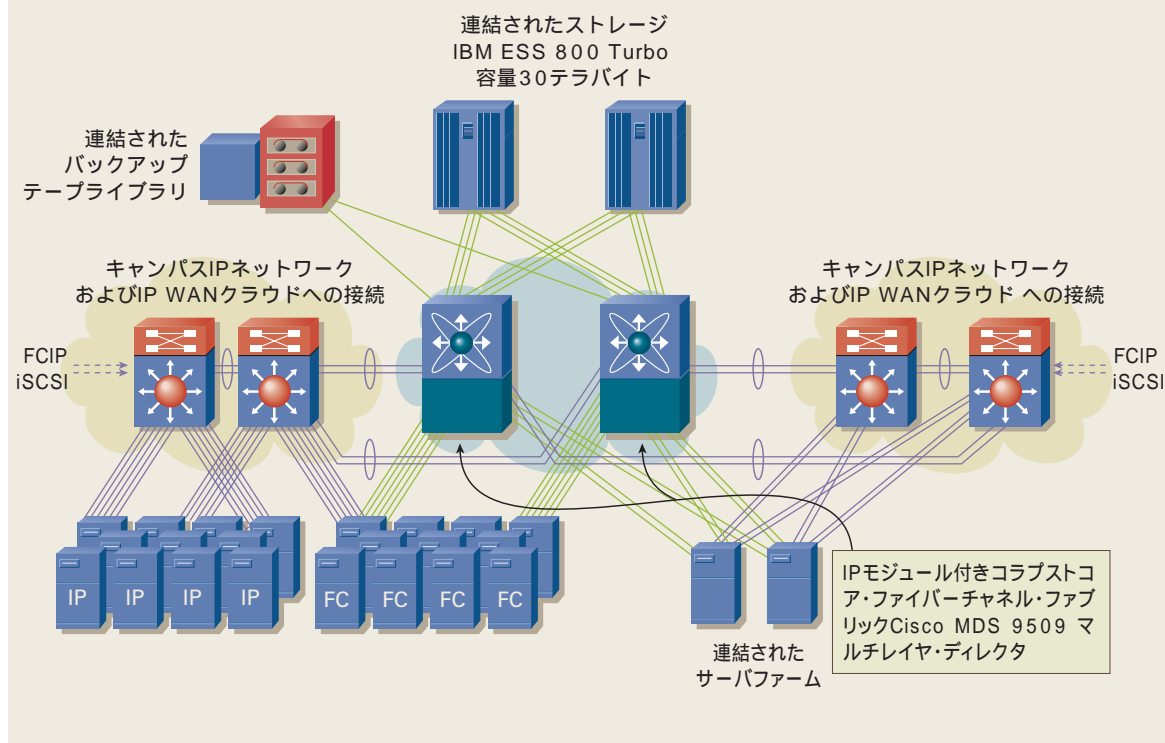 連結されたストレージ
IBM ESS 800 Turbo
容量30テラバイト
連結された
バックアップ
テープライブラリ
キャンパスIPネットワーク
およびIP WANクラウドへの接続
キャンパスIPネットワーク
およびIP WANクラウド への接続
FCIP
iSCSI
FCIP
iSCSI
IP
IP
IP
IP
FC
FC
FC
FC
連結された
サーバファーム
IPモジュール付きコラプストコ
ア・ファイバーチャネル・ファブ
リックCisco MDS 9509 マ
ルチレイヤ・ディレクタ